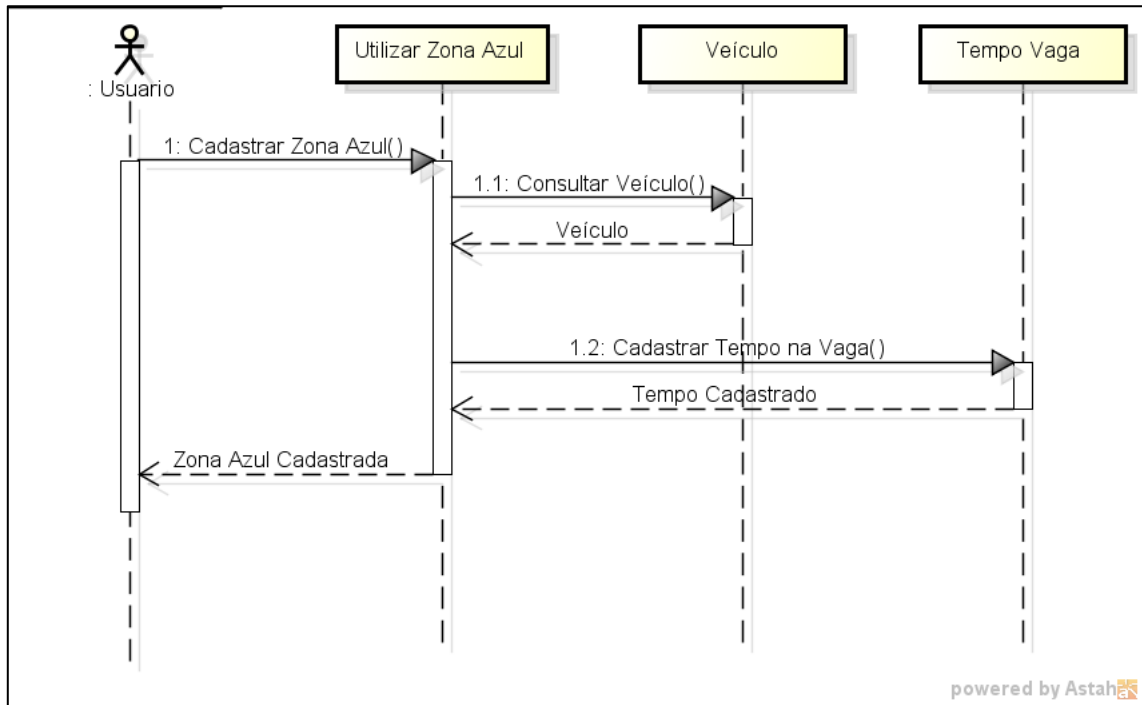 : Usuario
Utilizar Zona Azul
Veículo
Tempo Vaga
1: Cadastrar Zona Azul()
1.1: Consultar Veículo()
Veículo
1.2: Cadastrar Tempo na Vaga()
Tempo Cadastrado
Zona Azul Cadastrada
powered by Astah